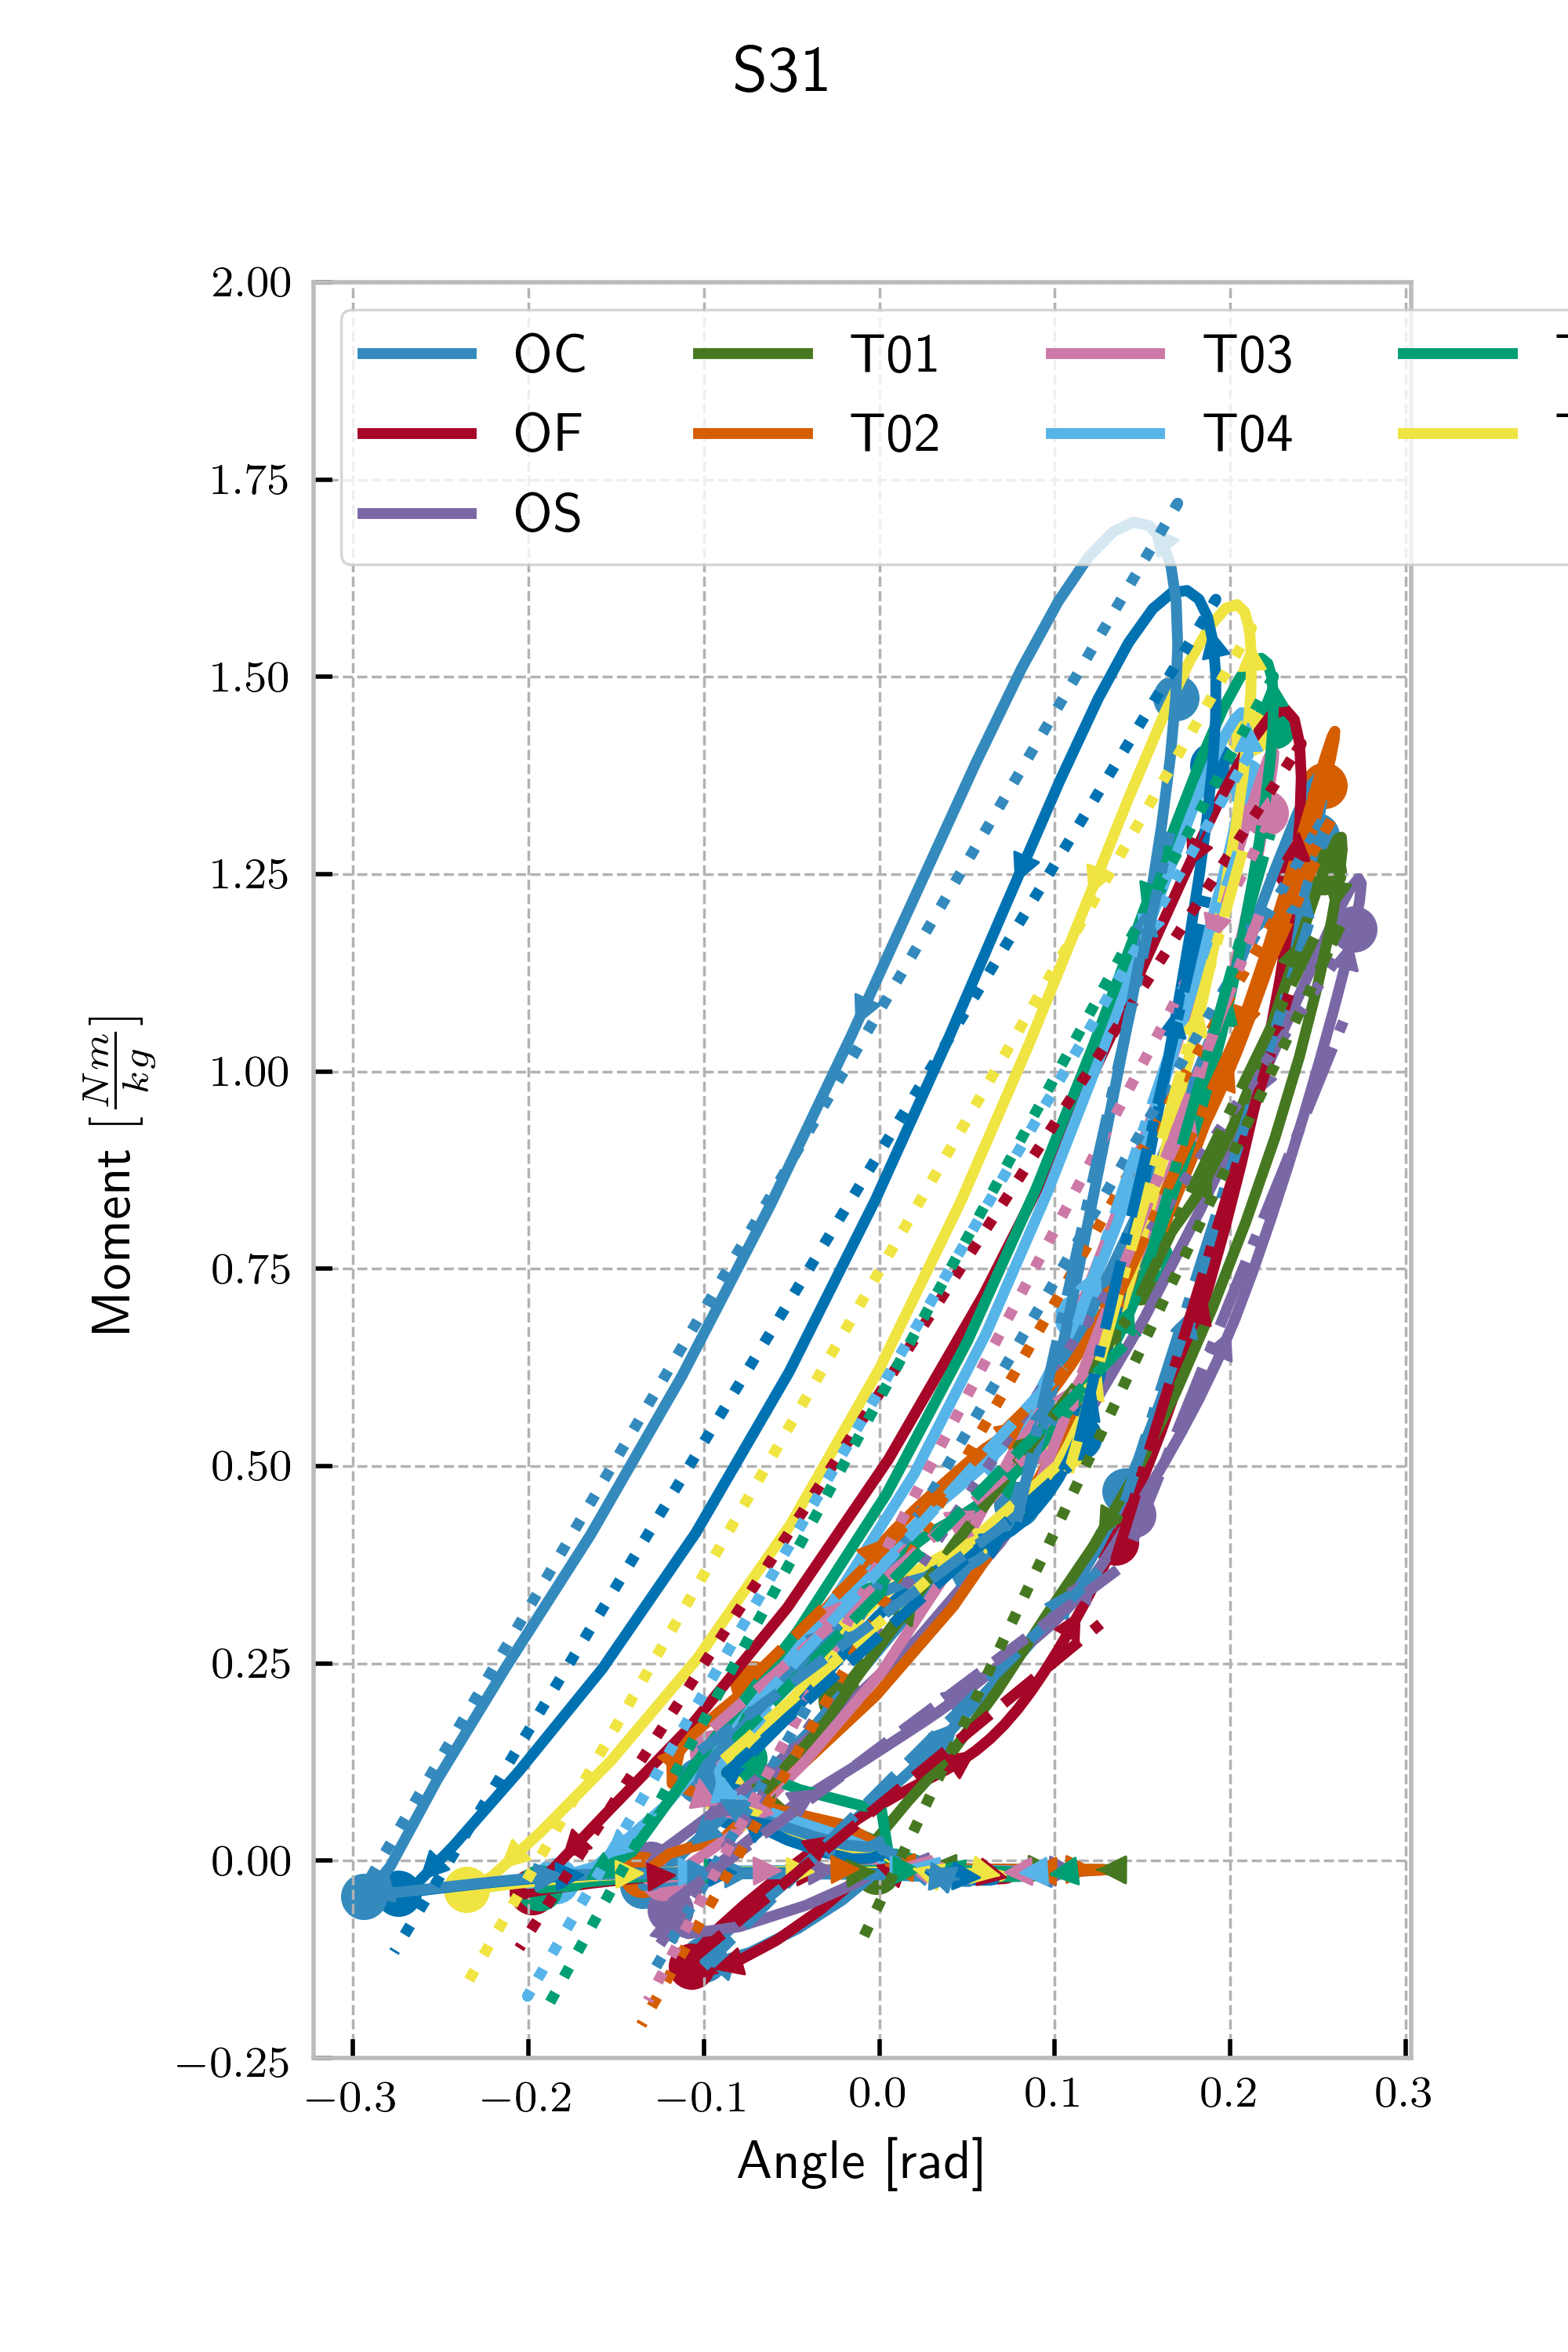 S31
2.00
1.75
1.50
1.25
1.00
0.75
0.50
0.25
0.00
−0.25
Moment [Nm/kg]
OC T01 T03
OF T02 T04
OS
−0.3 −0.2 −0.1 0.0 0.1 0.2 0.3
Angle [rad]